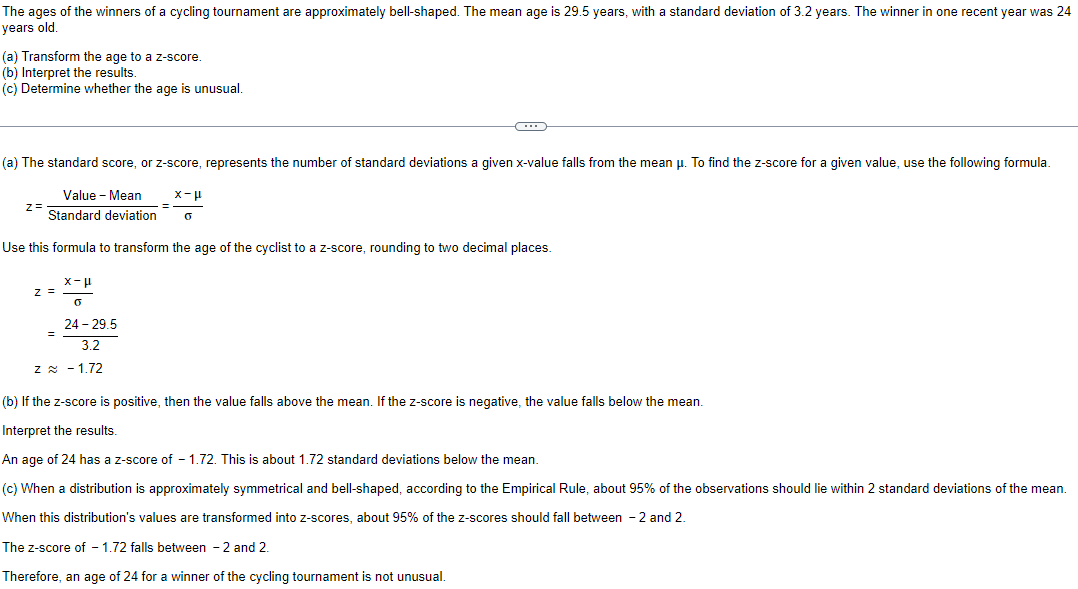 The ages of the winners of a cycling tournament are approximately bell-shaped. The mean age is 29.5 years, with a standard deviation of 3.2 years. The winner in one recent year was 24
years old.
(a) Transform the age to a z-score.
(b) Interpret the results.
(c) Determine whether the age is unusual.
(a) The standard score, or z-score, represents the number of standard deviations a given x-value falls from the mean μ. To find the z-score for a given value, use the following formula.
z = Value − Mean / Standard deviation = x − μ / σ
Use this formula to transform the age of the cyclist to a z-score, rounding to two decimal places.
z = x − μ / σ
= 24 − 29.5 / 3.2
z ≈ − 1.72
(b) If the z-score is positive, then the value falls above the mean. If the z-score is negative, the value falls below the mean.
Interpret the results.
An age of 24 has a z-score of − 1.72. This is about 1.72 standard deviations below the mean.
(c) When a distribution is approximately symmetrical and bell-shaped, according to the Empirical Rule, about 95% of the observations should lie within 2 standard deviations of the mean.
When this distribution's values are transformed into z-scores, about 95% of the z-scores should fall between − 2 and 2.
The z-score of − 1.72 falls between − 2 and 2.
Therefore, an age of 24 for a winner of the cycling tournament is not unusual.